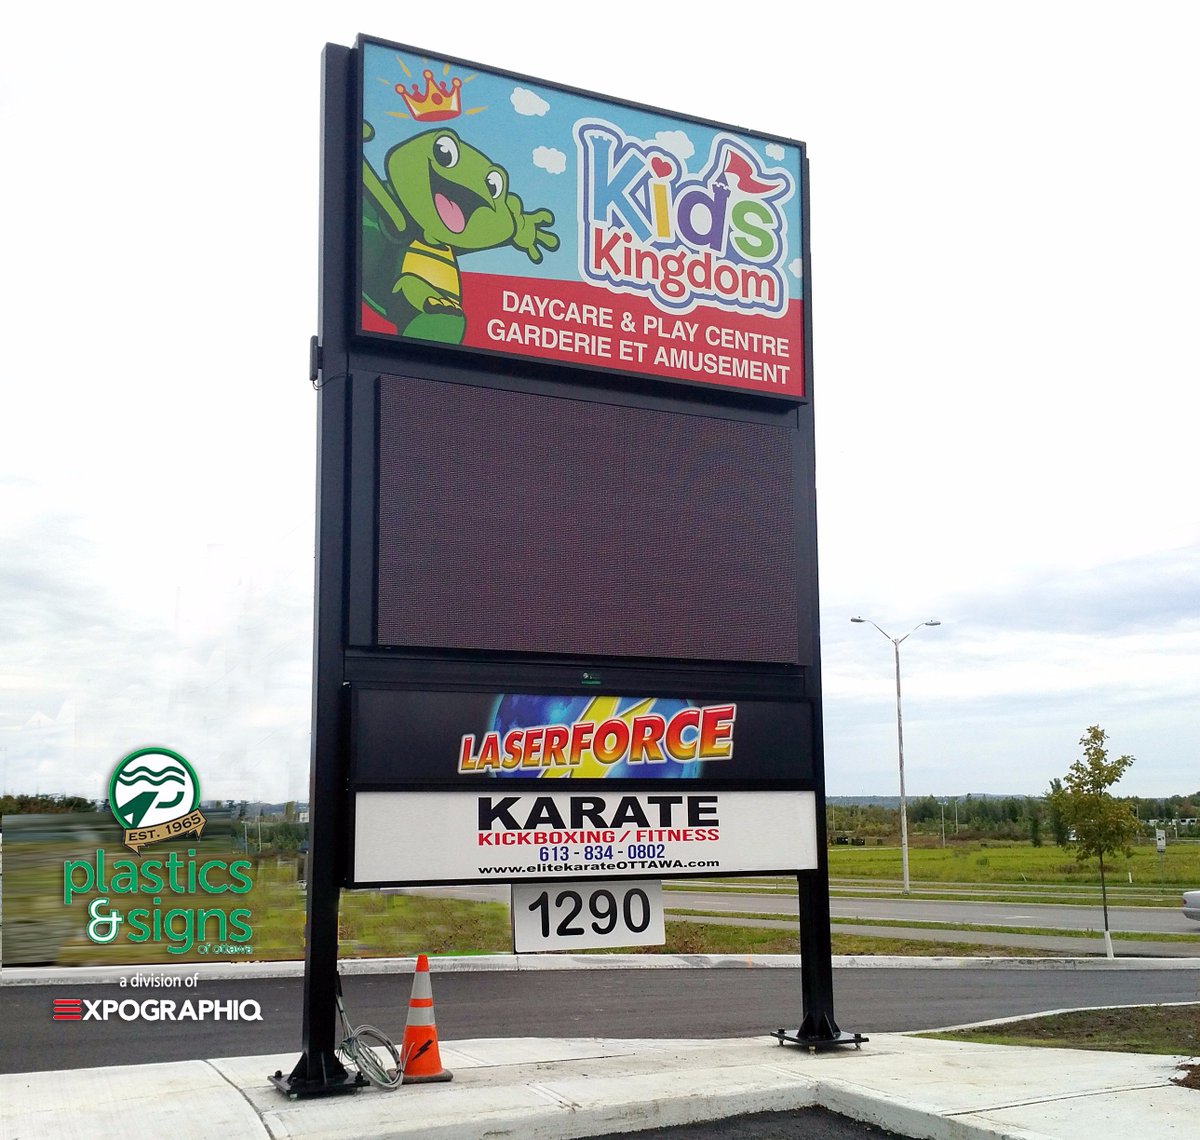 Kids
Kingdom
DAYCARE & PLAY CENTRE
GARDERIE ET AMUSEMENT
LASERFORCE
KARATE
KICKBOXING / FITNESS
613 - 834 - 0802
www.elitekarateOTTAWA.com
1290
EST. 1965
plastics
& signs
of ottawa
a division of
EXPOGRAPHIQ